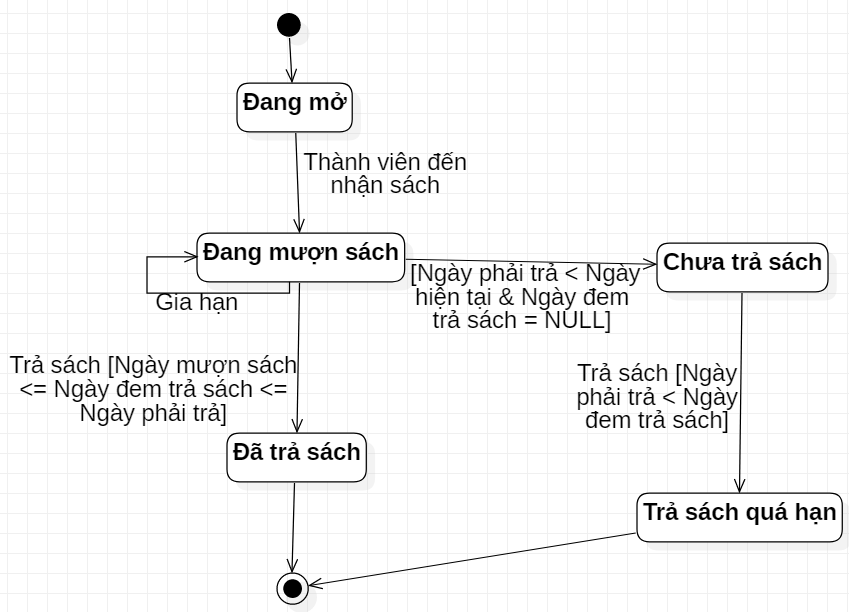 Đang mở
Thành viên đến
nhận sách
Đang mượn sách
Chưa trả sách
[Ngày phải trả < Ngày
hiện tại & Ngày đem
trả sách = NULL]
Gia hạn
Trả sách [Ngày mượn sách
<= Ngày đem trả sách <=
Ngày phải trả]
Trả sách [Ngày
phải trả < Ngày
đem trả sách]
Đã trả sách
Trả sách quá hạn